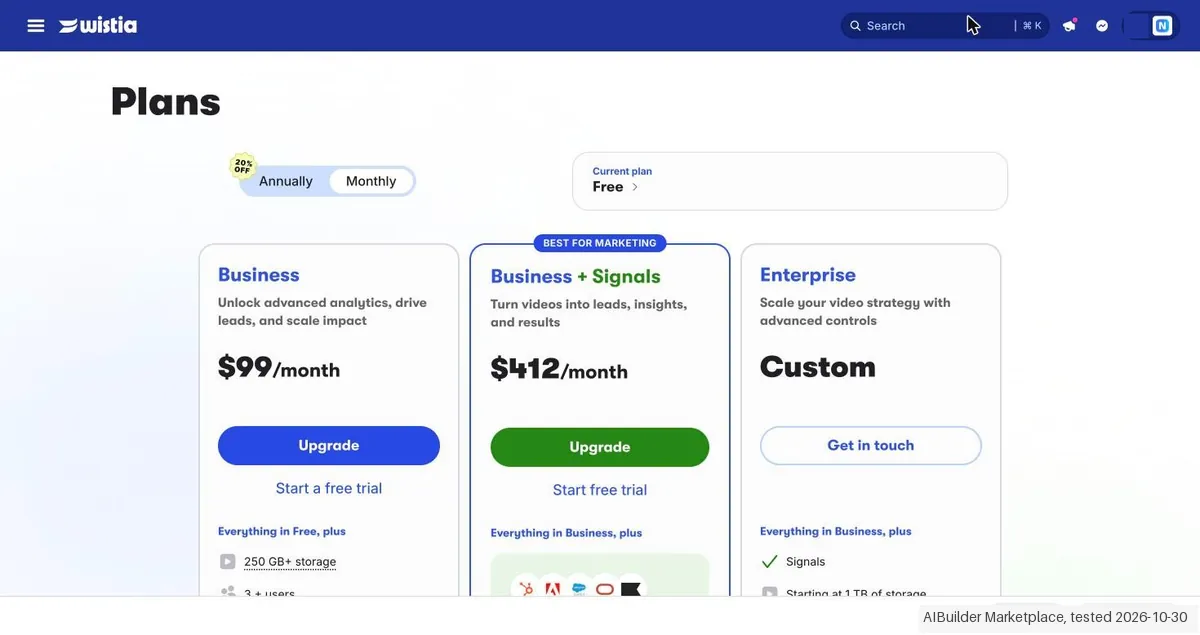 wistia
Search
⌘ K
N
Plans
20% OFF
Annually
Monthly
Current plan
Free
BEST FOR MARKETING
Business
Unlock advanced analytics, drive
leads, and scale impact
$99/month
Upgrade
Start a free trial
Everything in Free, plus
250 GB+ storage
3 + users
Business + Signals
Turn videos into leads, insights,
and results
$412/month
Upgrade
Start free trial
Everything in Business, plus
Enterprise
Scale your video strategy with
advanced controls
Custom
Get in touch
Everything in Business, plus
Signals
Starting at 1 TB of storage
AIBuilder Marketplace, tested 2026-10-30